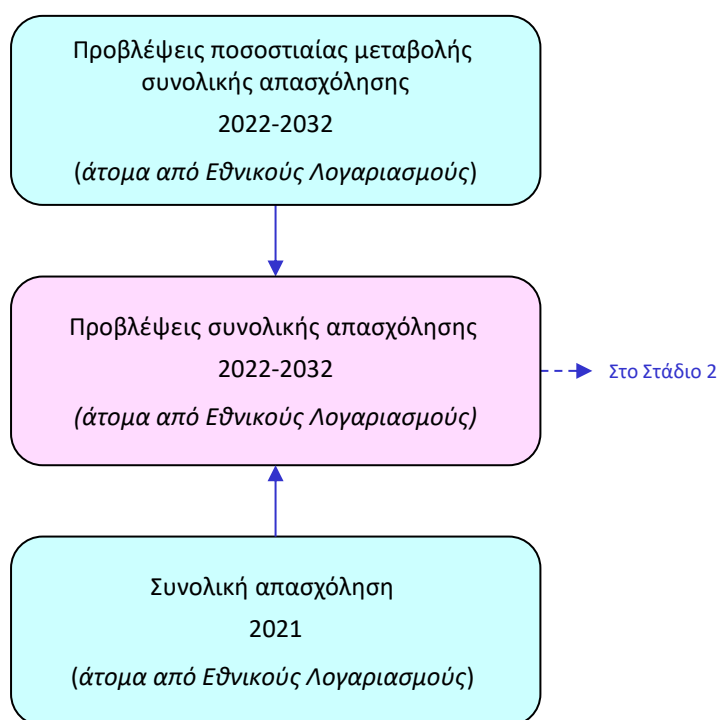 Προβλέψεις ποσοστιαίας μεταβολής
συνολικής απασχόλησης
2022-2032
(άτομα από Εθνικούς Λογαριασμούς)
Προβλέψεις συνολικής απασχόλησης
2022-2032
(άτομα από Εθνικούς Λογαριασμούς)
Στο Στάδιο 2
Συνολική απασχόληση
2021
(άτομα από Εθνικούς Λογαριασμούς)